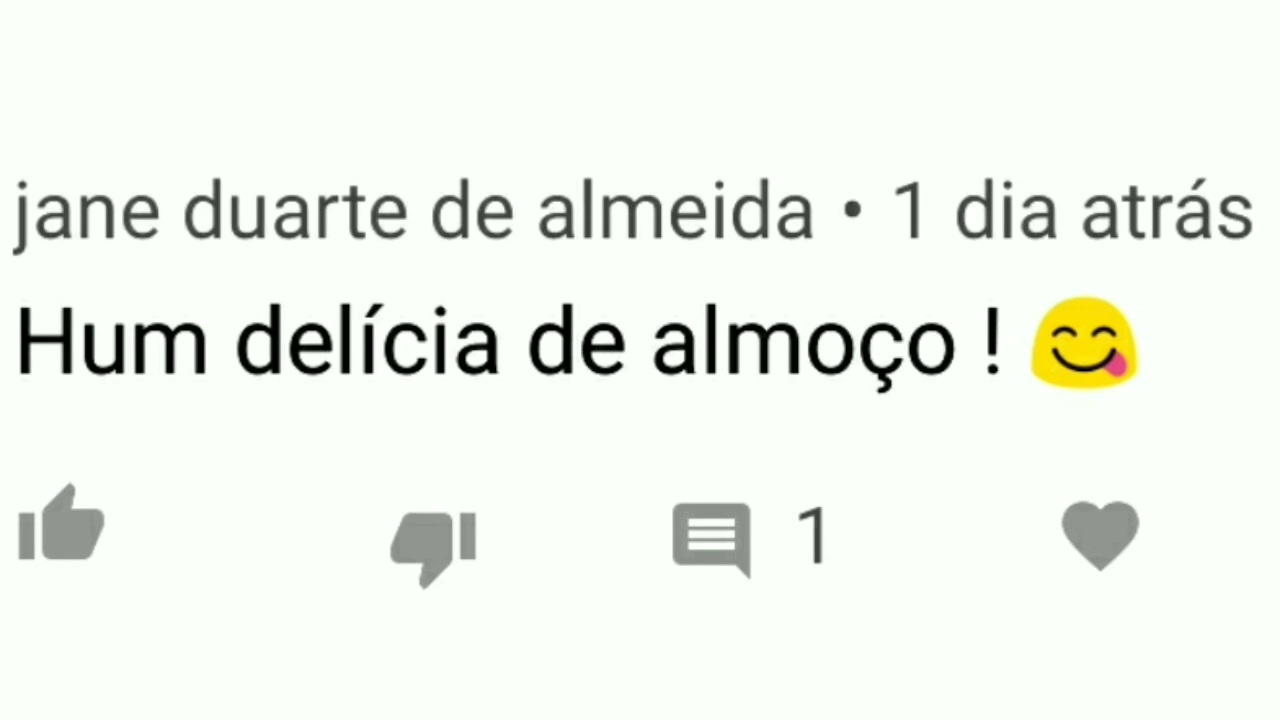 jane duarte de almeida • 1 dia atrás
Hum delícia de almoço ! 😋
1